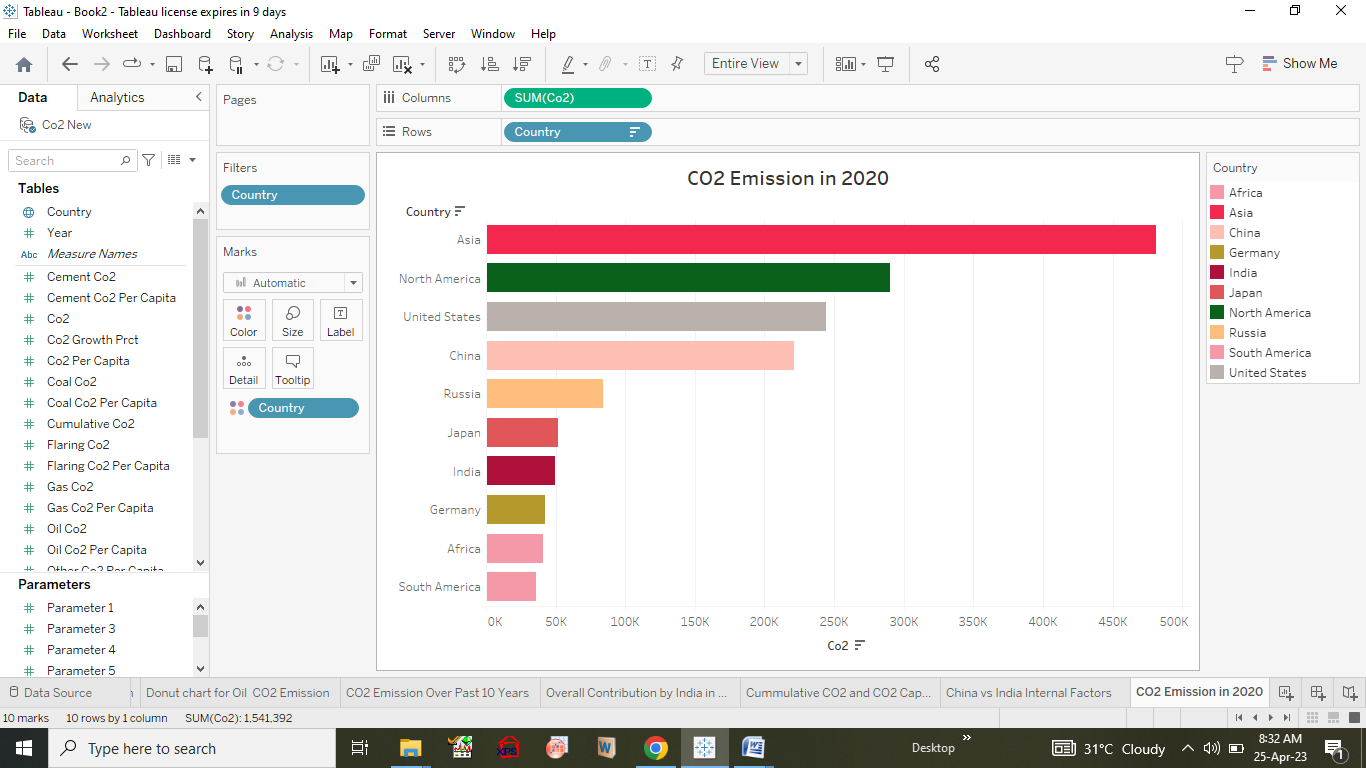 Tableau - Book2 - Tableau license expires in 9 days
File Data Worksheet Dashboard Story Analysis Map Format Server Window Help
Entire View
Show Me
Data Analytics
Co2 New
Search
Tables
Country
Year
Abc Measure Names
Cement Co2
Cement Co2 Per Capita
Co2
Co2 Growth Prct
Co2 Per Capita
Coal Co2
Coal Co2 Per Capita
Cumulative Co2
Flaring Co2
Flaring Co2 Per Capita
Gas Co2
Gas Co2 Per Capita
Oil Co2
Oil Co2 Per Capita
Other Co2 Per Capita
Parameters
Parameter 1
Parameter 3
Parameter 4
Parameter 5
Pages
Filters
Country
Marks
Automatic
Color Size Label
Detail Tooltip
Country
Columns SUM(Co2)
Rows Country
CO2 Emission in 2020
Country
Asia
North America
United States
China
Russia
Japan
India
Germany
Africa
South America
0K 50K 100K 150K 200K 250K 300K 350K 400K 450K 500K
Co2
Country
Africa
Asia
China
Germany
India
Japan
North America
Russia
South America
United States
Data Source Donut chart for Oil CO2 Emission CO2 Emission Over Past 10 Years Overall Contribution by India in ... Cummulative CO2 and CO2 Cap... China vs India Internal Factors CO2 Emission in 2020
10 marks 10 rows by 1 column SUM(Co2): 1,541,392
Type here to search
XPS
W
W
Desktop
31°C Cloudy
8:32 AM
25-Apr-23
1